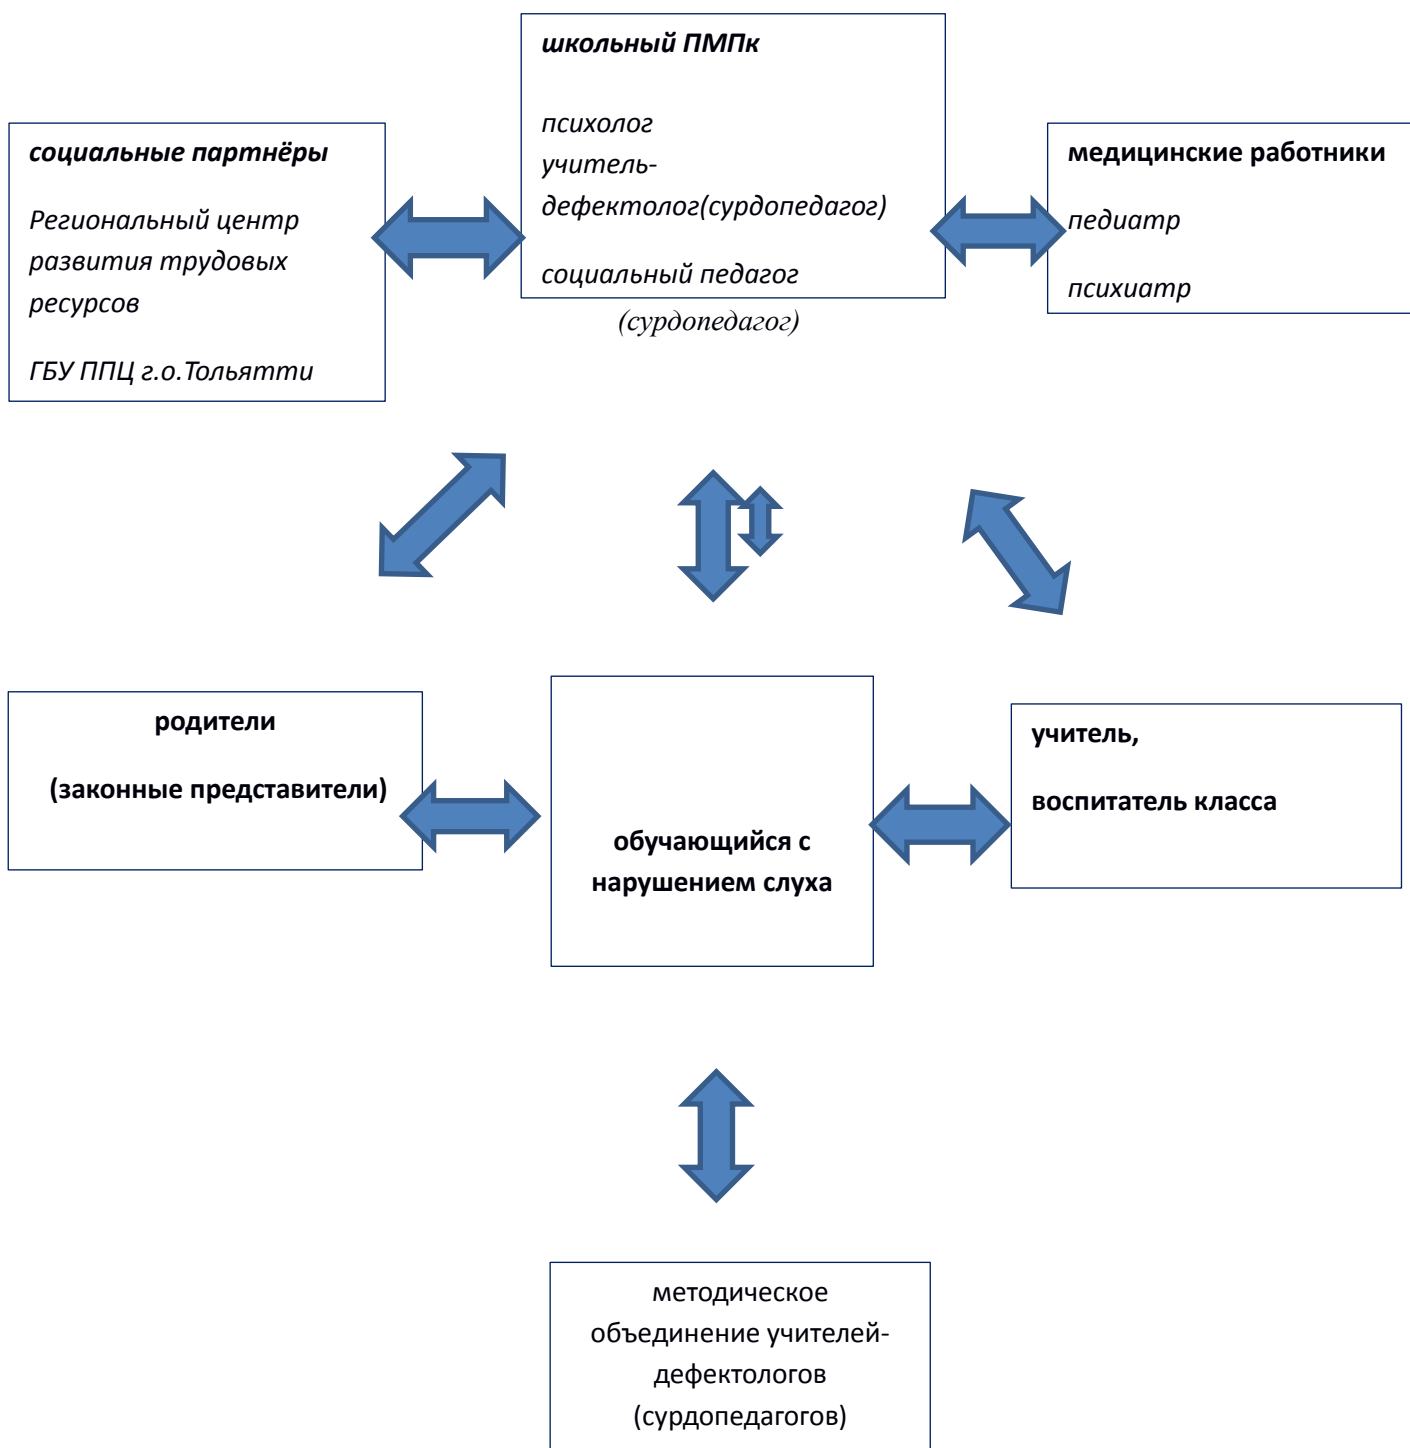 школьный ПМПк
психолог
учитель-
дефектолог(сурдопедагог)
социальный педагог
(сурдопедагог)
социальные партнёры
Региональный центр
развития трудовых
ресурсов
ГБУ ППЦ г.о.Тольятти
медицинские работники
педиатр
психиатр
родители
(законные представители)
обучающийся с
нарушением слуха
учитель,
воспитатель класса
методическое
объединение учителей-
дефектологов
(сурдопедагогов)